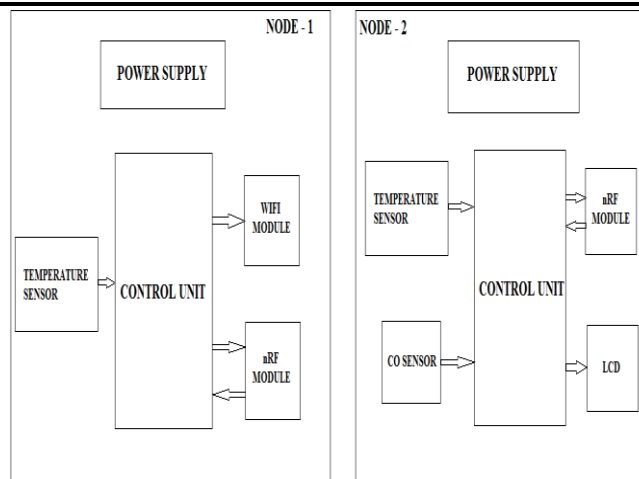 NODE - 1
POWER SUPPLY
WIFI
MODULE
TEMPERATURE
SENSOR
CONTROL UNIT
nRF
MODULE
NODE - 2
POWER SUPPLY
TEMPERATURE
SENSOR
nRF
MODULE
CONTROL UNIT
CO SENSOR
LCD